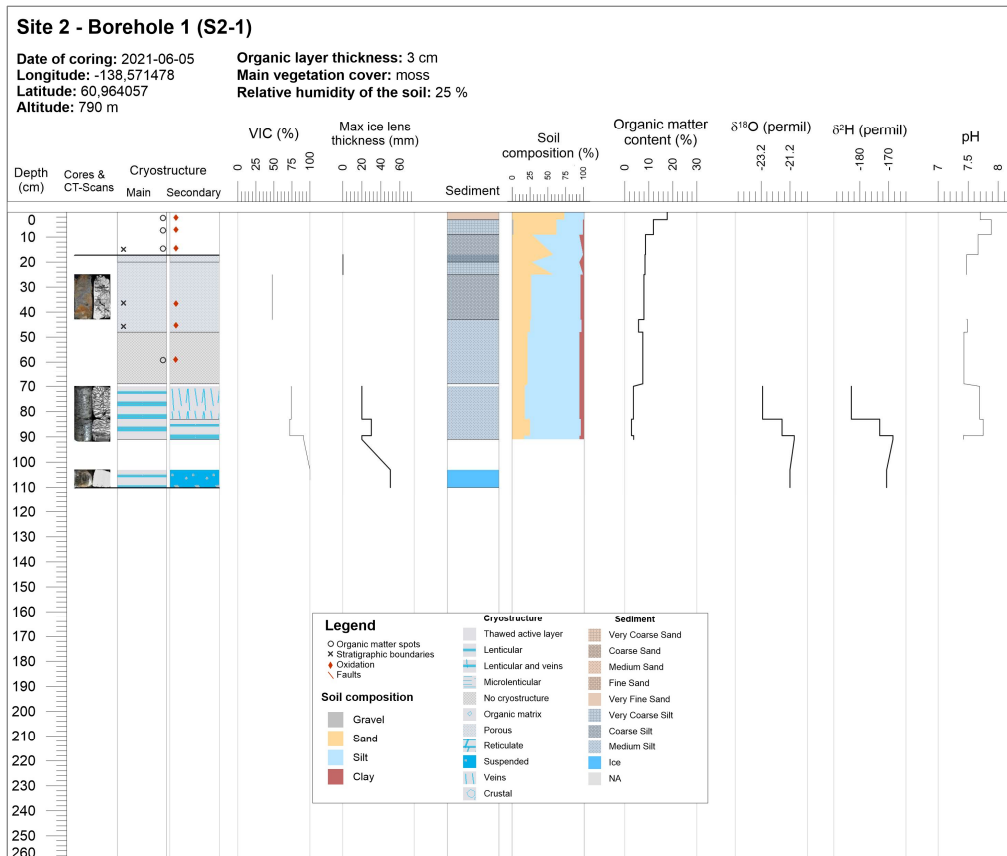 Site 2 - Borehole 1 (S2-1)
Date of coring: 2021-06-05
Longitude: -138,571478
Latitude: 60,964057
Altitude: 790 m
Organic layer thickness: 3 cm
Main vegetation cover: moss
Relative humidity of the soil: 25 %
Depth
(cm)
Cores &
CT-Scans
Cryostructure
Main
Secondary
VIC (%)
0
25
50
75
100
Max ice lens
thickness (mm)
0
20
40
60
Sediment
Soil
composition (%)
0
25
50
75
100
Organic matter
content (%)
0
10
20
30
δ¹⁸O (permil)
-23.2
-21.2
δ²H (permil)
-180
-170
pH
7
7.5
8
0
10
20
30
40
50
60
70
80
90
100
110
120
130
140
150
160
170
180
190
200
210
220
230
240
250
260
Legend
Organic matter spots
Stratigraphic boundaries
Oxidation
Faults
Soil composition
Gravel
Sand
Silt
Clay
Cryostructure
Thawed active layer
Lenticular
Lenticular and veins
Microlenticular
No cryostructure
Organic matrix
Porous
Reticulate
Suspended
Veins
Crustal
Sediment
Very Coarse Sand
Coarse Sand
Medium Sand
Fine Sand
Very Fine Sand
Very Coarse Silt
Coarse Silt
Medium Silt
Ice
NA